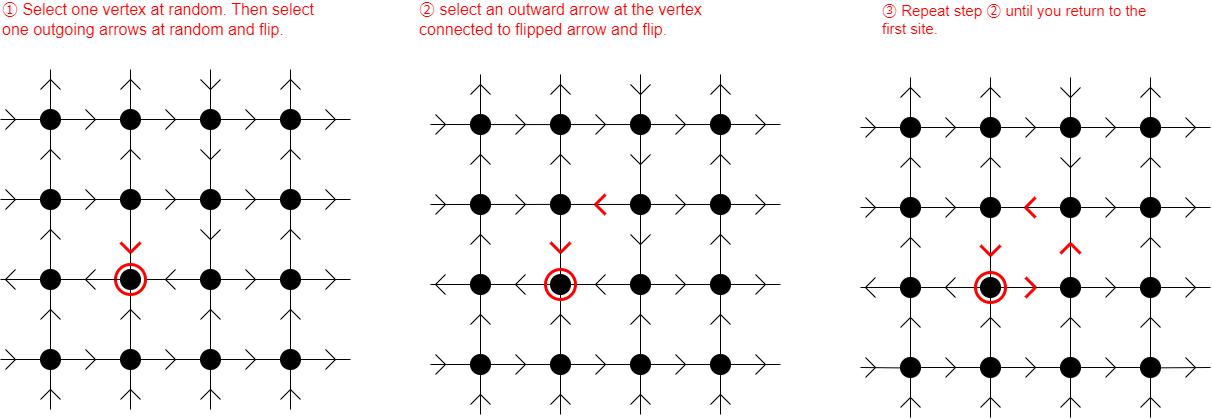 ① Select one vertex at random. Then select
one outgoing arrows at random and flip.
② select an outward arrow at the vertex
connected to flipped arrow and flip.
③ Repeat step ② until you return to the
first site.